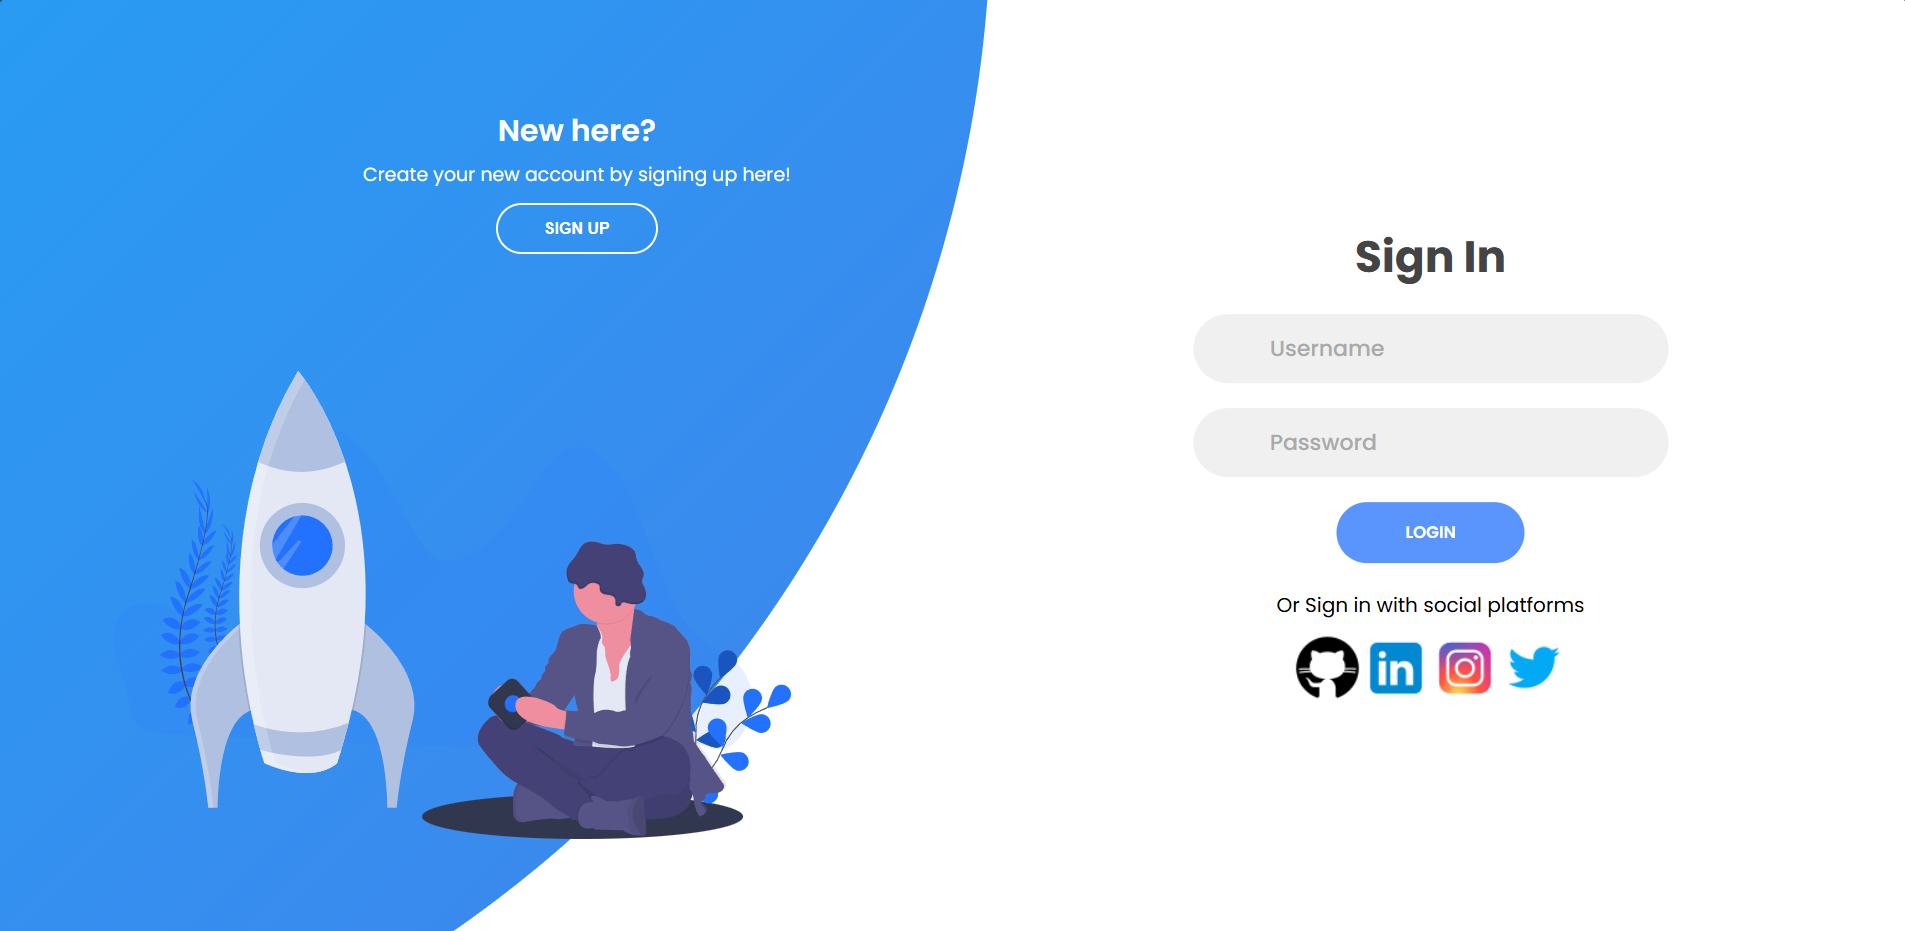 New here?
Create your new account by signing up here!
SIGN UP
Sign In
Username
Password
LOGIN
Or Sign in with social platforms
in